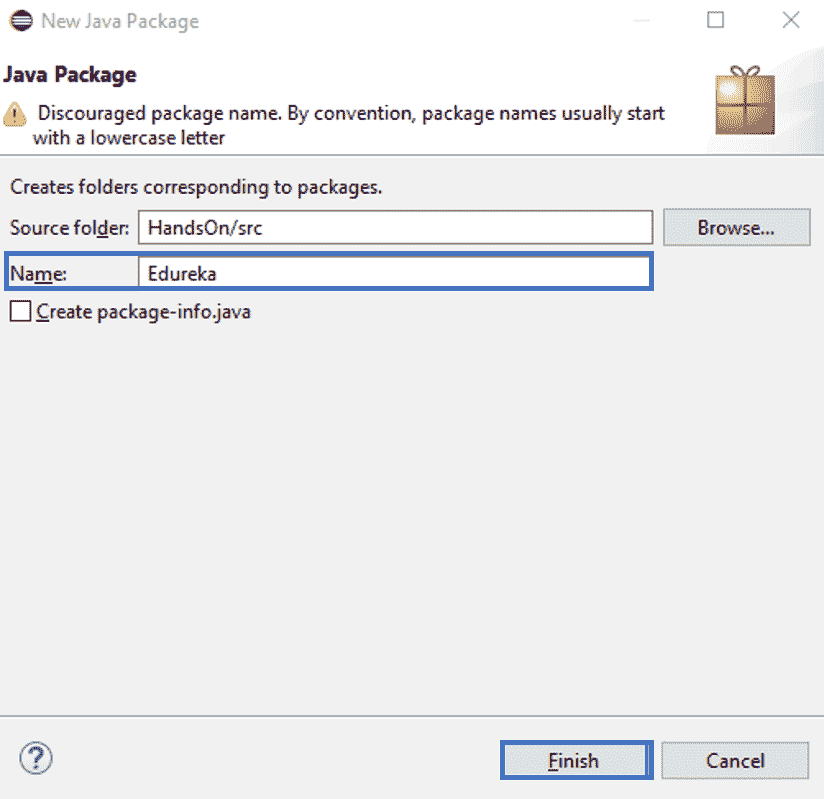 New Java Package
Java Package
Discouraged package name. By convention, package names usually start
with a lowercase letter
Creates folders corresponding to packages.
Source folder: HandsOn/src Browse...
Name: Edureka
Create package-info.java
? Finish Cancel